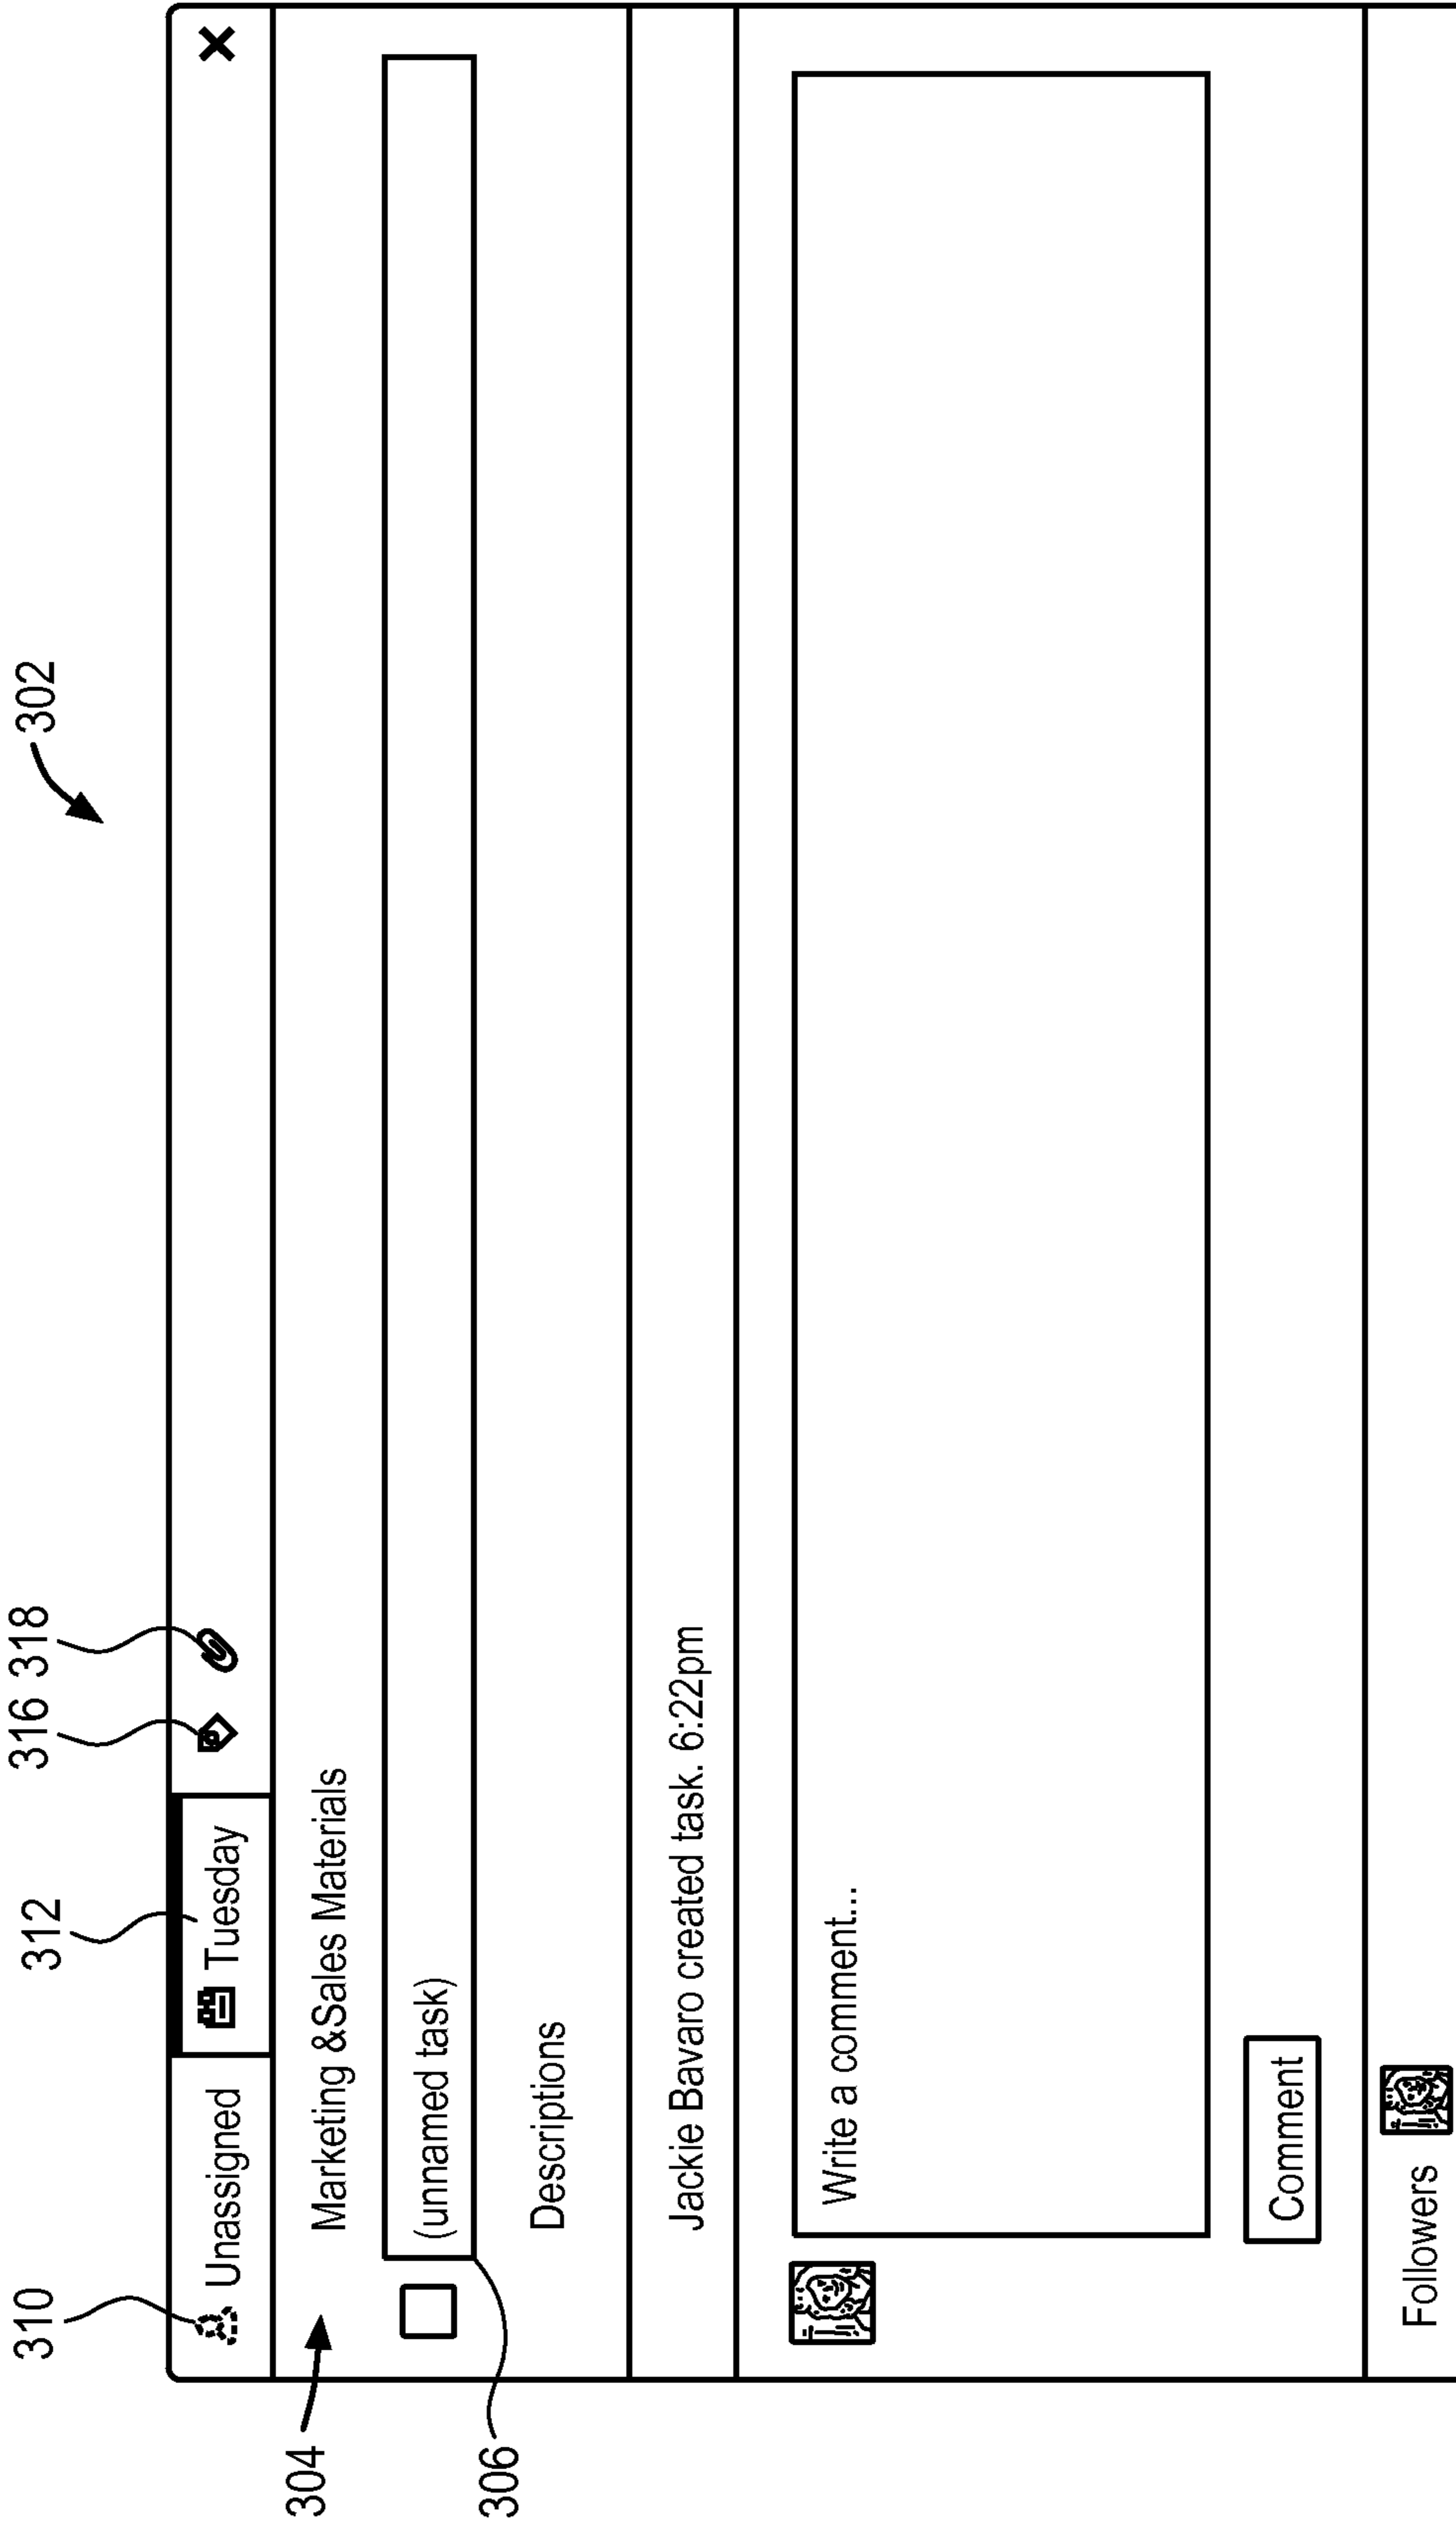 302
310
312
316
318
Unassigned
Tuesday
×
304
Marketing &Sales Materials
(unnamed task)
306
Descriptions
Jackie Bavaro created task. 6:22pm
Write a comment...
Comment
Followers